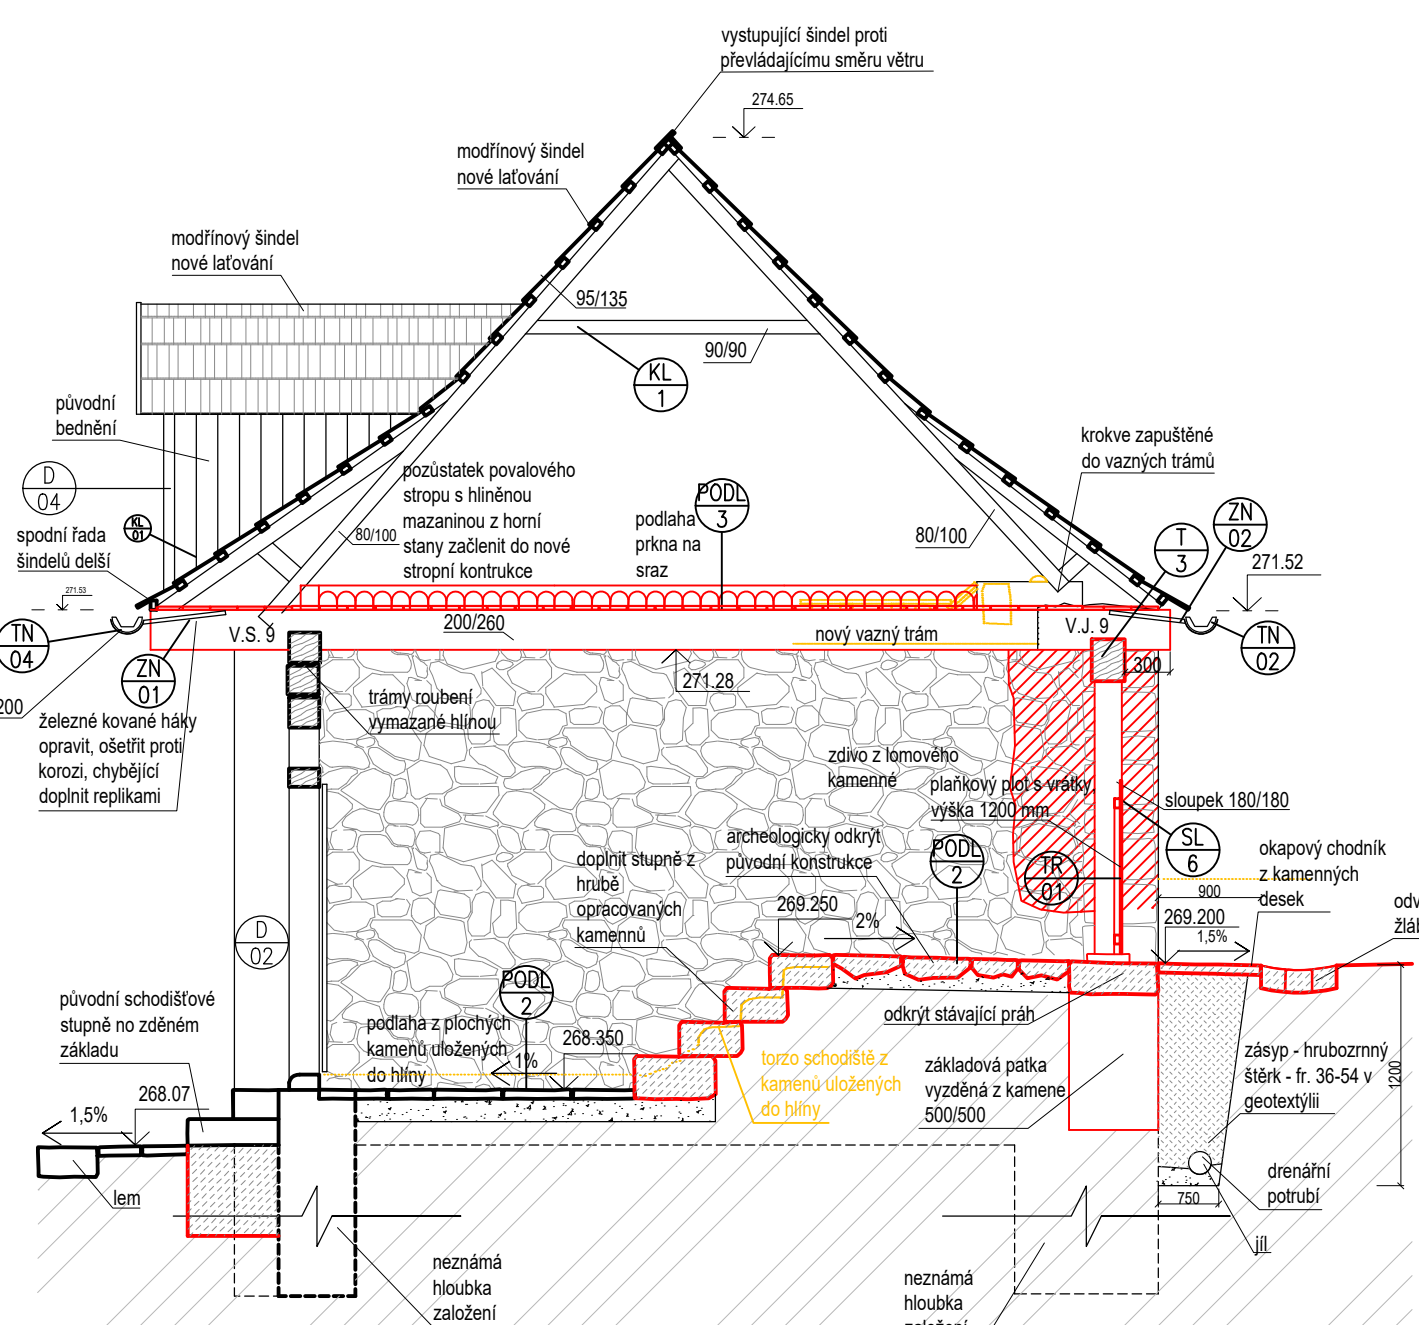 vystupující šindel proti
převládajícímu směru větru
274.65
modřínový šindel
nové laťování
modřínový šindel
nové laťování
95/135
90/90
KL
1
původní
bednění
D
04
KL
01
spodní řada
šindelů delší
271.53
pozůstatek povalového
stropu s hliněnou
mazaninou z horní
stany začlenit do nové
stropní kontrukce
80/100
PODL
3
podlaha
prkna na
sraz
80/100
krokve zapuštěné
do vazných trámů
ZN
02
T
3
271.52
TN
04
V.S. 9
200/260
nový vazný trám
V.J. 9
TN
02
ZN
01
271.28
300
200
železné kované háky
opravit, ošetřit proti
korozi, chybějící
doplnit replikami
trámy roubení
vymazané hlínou
zdivo z lomového
kamenné
plaňkový plot s vrátky
výška 1200 mm
sloupek 180/180
SL
6
archeologicky odkrýt
původní konstrukce
PODL
2
TR
01
okapový chodník
z kamenných
desek
900
doplnit stupně z
hrubě
opracovaných
kamennů
269.250
2%
269.200
1,5%
odv
žláb
D
02
PODL
2
původní schodišťové
stupně no zděném
základu
podlaha z plochých
kamenů uložených
do hlíny
1%
268.350
odkrýt stávající práh
torzo schodiště z
kamenů uložených
do hlíny
základová patka
vyzděná z kamene
500/500
zásyp - hrubozrnný
štěrk - fr. 36-54 v
geotextýlii
1200
268.07
1,5%
lem
drenářní
potrubí
750
jíl
neznámá
hloubka
založení
neznámá
hloubka
založení